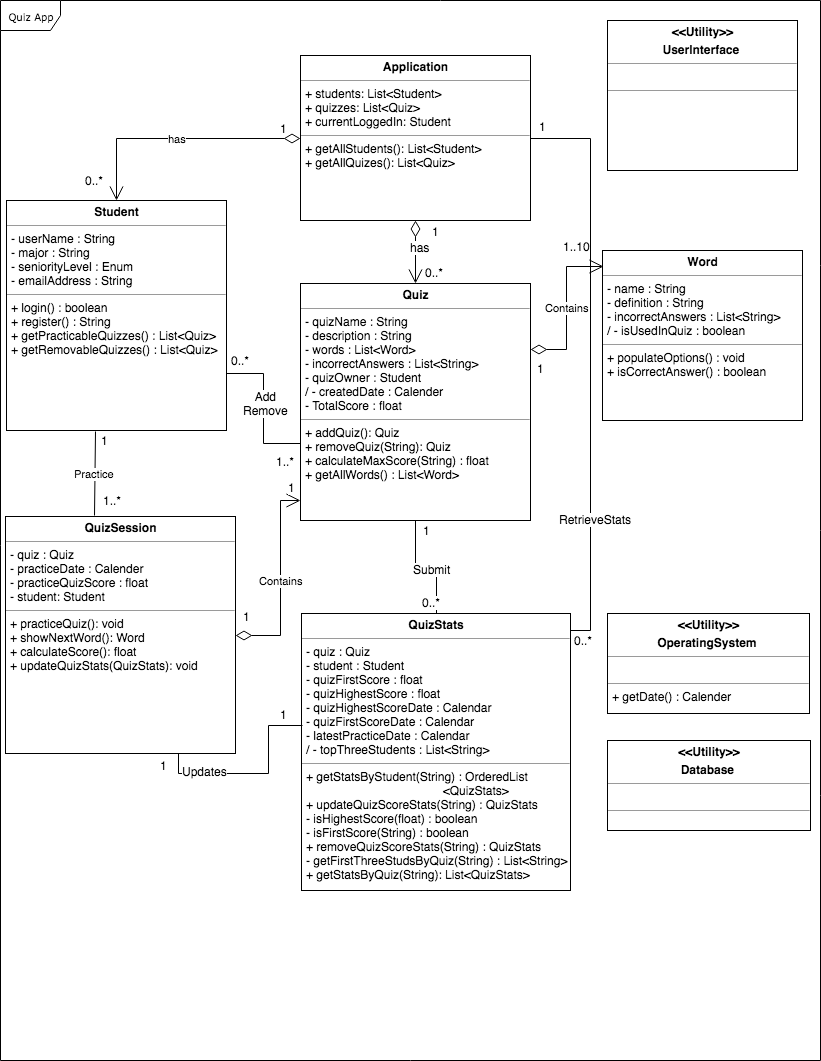 Quiz App
<<Utility>>
UserInterface
Application
+ students: List<Student>
+ quizzes: List<Quiz>
+ currentLoggedIn: Student
+ getAllStudents(): List<Student>
+ getAllQuizes(): List<Quiz>
1
has
0..*
1
1
has
0..*
Student
- userName : String
- major : String
- seniorityLevel : Enum
- emailAddress : String
+ login() : boolean
+ register() : String
+ getPracticableQuizzes() : List<Quiz>
+ getRemovableQuizzes() : List<Quiz>
Quiz
- quizName : String
- description : String
- words : List<Word>
- incorrectAnswers : List<String>
- quizOwner : Student
/ - createdDate : Calender
- TotalScore : float
+ addQuiz(): Quiz
+ removeQuiz(String): Quiz
+ calculateMaxScore(String) : float
+ getAllWords() : List<Word>
1..10
Contains
1
Word
- name : String
- definition : String
- incorrectAnswers : List<String>
/ - isUsedInQuiz : boolean
+ populateOptions() : void
+ isCorrectAnswer() : boolean
0..*
Add
Remove
1..*
1
Practice
1..*
1
Contains
1
QuizSession
- quiz : Quiz
- practiceDate : Calender
- practiceQuizScore : float
- student: Student
+ practiceQuiz(): void
+ showNextWord(): Word
+ calculateScore(): float
+ updateQuizStats(QuizStats): void
1
Submit
0..*
RetrieveStats
0..*
QuizStats
- quiz : Quiz
- student : Student
- quizFirstScore : float
- quizHighestScore : float
- quizHighestScoreDate : Calendar
- quizFirstScoreDate : Calendar
- latestPracticeDate : Calendar
/ - topThreeStudents : List<String>
+ getStatsByStudent(String) : OrderedList
<QuizStats>
+ updateQuizScoreStats(String) : QuizStats
- isHighestScore(float) : boolean
- isFirstScore(String) : boolean
+ removeQuizScoreStats(String) : QuizStats
- getFirstThreeStudsByQuiz(String) : List<String>
+ getStatsByQuiz(String): List<QuizStats>
1
Updates
1
<<Utility>>
OperatingSystem
+ getDate() : Calender
<<Utility>>
Database